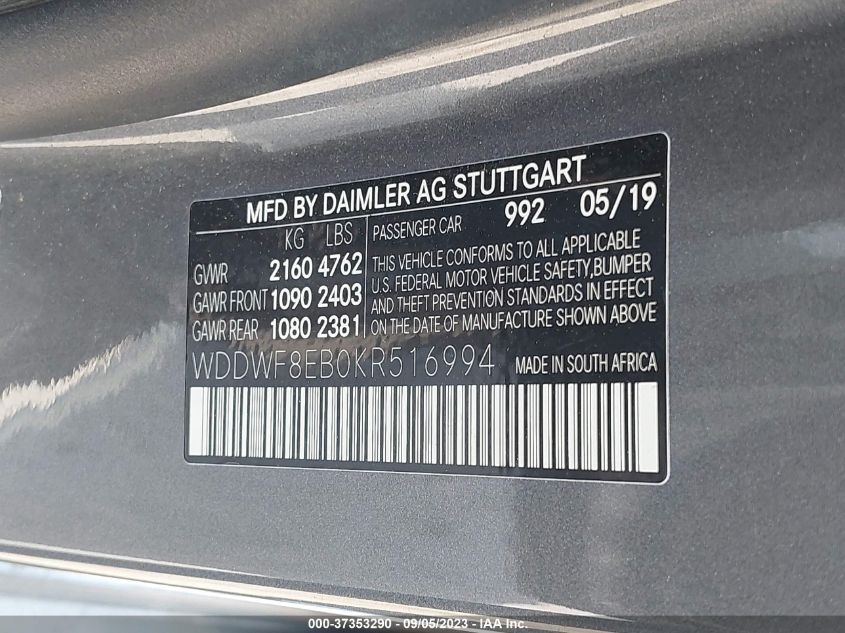 MFD BY DAIMLER AG STUTTGART
KG LBS
GVWR 2160 4762
GAWR FRONT 1090 2403
GAWR REAR 1080 2381
PASSENGER CAR 992 05/19
THIS VEHICLE CONFORMS TO ALL APPLICABLE
U.S. FEDERAL MOTOR VEHICLE SAFETY,BUMPER
AND THEFT PREVENTION STANDARDS IN EFFECT
ON THE DATE OF MANUFACTURE SHOWN ABOVE
WDDWF8EB0KR516994 MADE IN SOUTH AFRICA
000-37353290 - 09/05/2023 - IAA Inc.